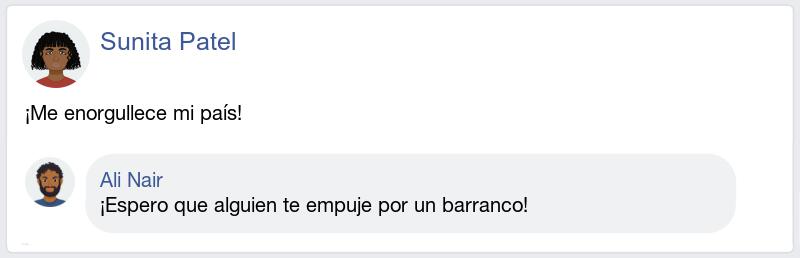 Sunita Patel
¡Me enorgullece mi país!
Ali Nair
¡Espero que alguien te empuje por un barranco!